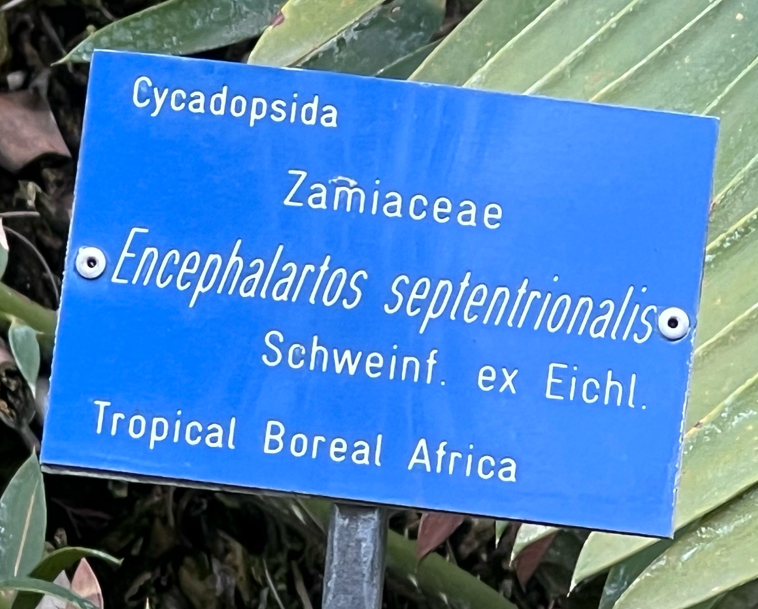 Cycadopsida
Zamiaceae
Encephalartos septentrionalis
Schweinf. ex Eichl.
Tropical Boreal Africa